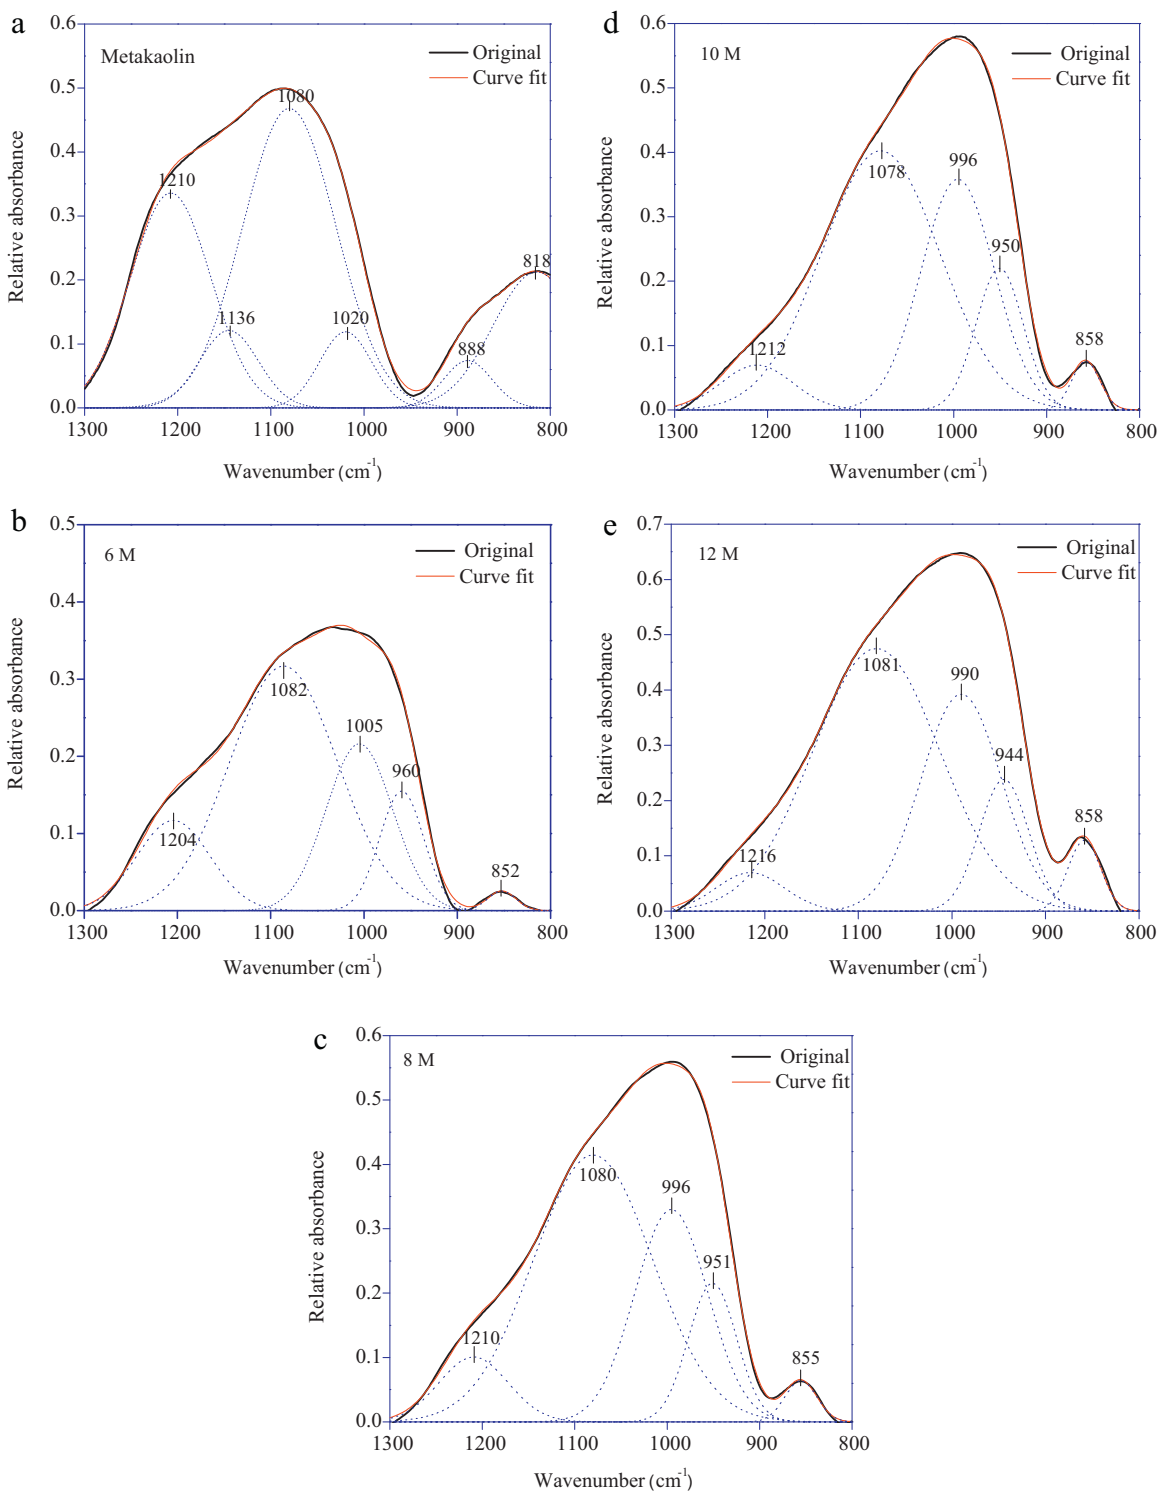 a
0.6
0.5
0.4
0.3
0.2
0.1
0.0
Relative absorbance
Metakaolin
Original
Curve fit
1080
1210
1136
1020
888
818
1300 1200 1100 1000 900 800
Wavenumber (cm-1)
d
0.6
0.5
0.4
0.3
0.2
0.1
0.0
Relative absorbance
10 M
Original
Curve fit
1078
996
950
1212
858
1300 1200 1100 1000 900 800
Wavenumber (cm-1)
b
0.5
0.4
0.3
0.2
0.1
0.0
Relative absorbance
6 M
Original
Curve fit
1082
1005
960
1204
852
1300 1200 1100 1000 900 800
Wavenumber (cm-1)
e
0.7
0.6
0.5
0.4
0.3
0.2
0.1
0.0
Relative absorbance
12 M
Original
Curve fit
1081
990
944
1216
858
1300 1200 1100 1000 900 800
Wavenumber (cm-1)
c
0.6
0.5
0.4
0.3
0.2
0.1
0.0
Relative absorbance
8 M
Original
Curve fit
1080
996
951
1210
855
1300 1200 1100 1000 900 800
Wavenumber (cm-1)